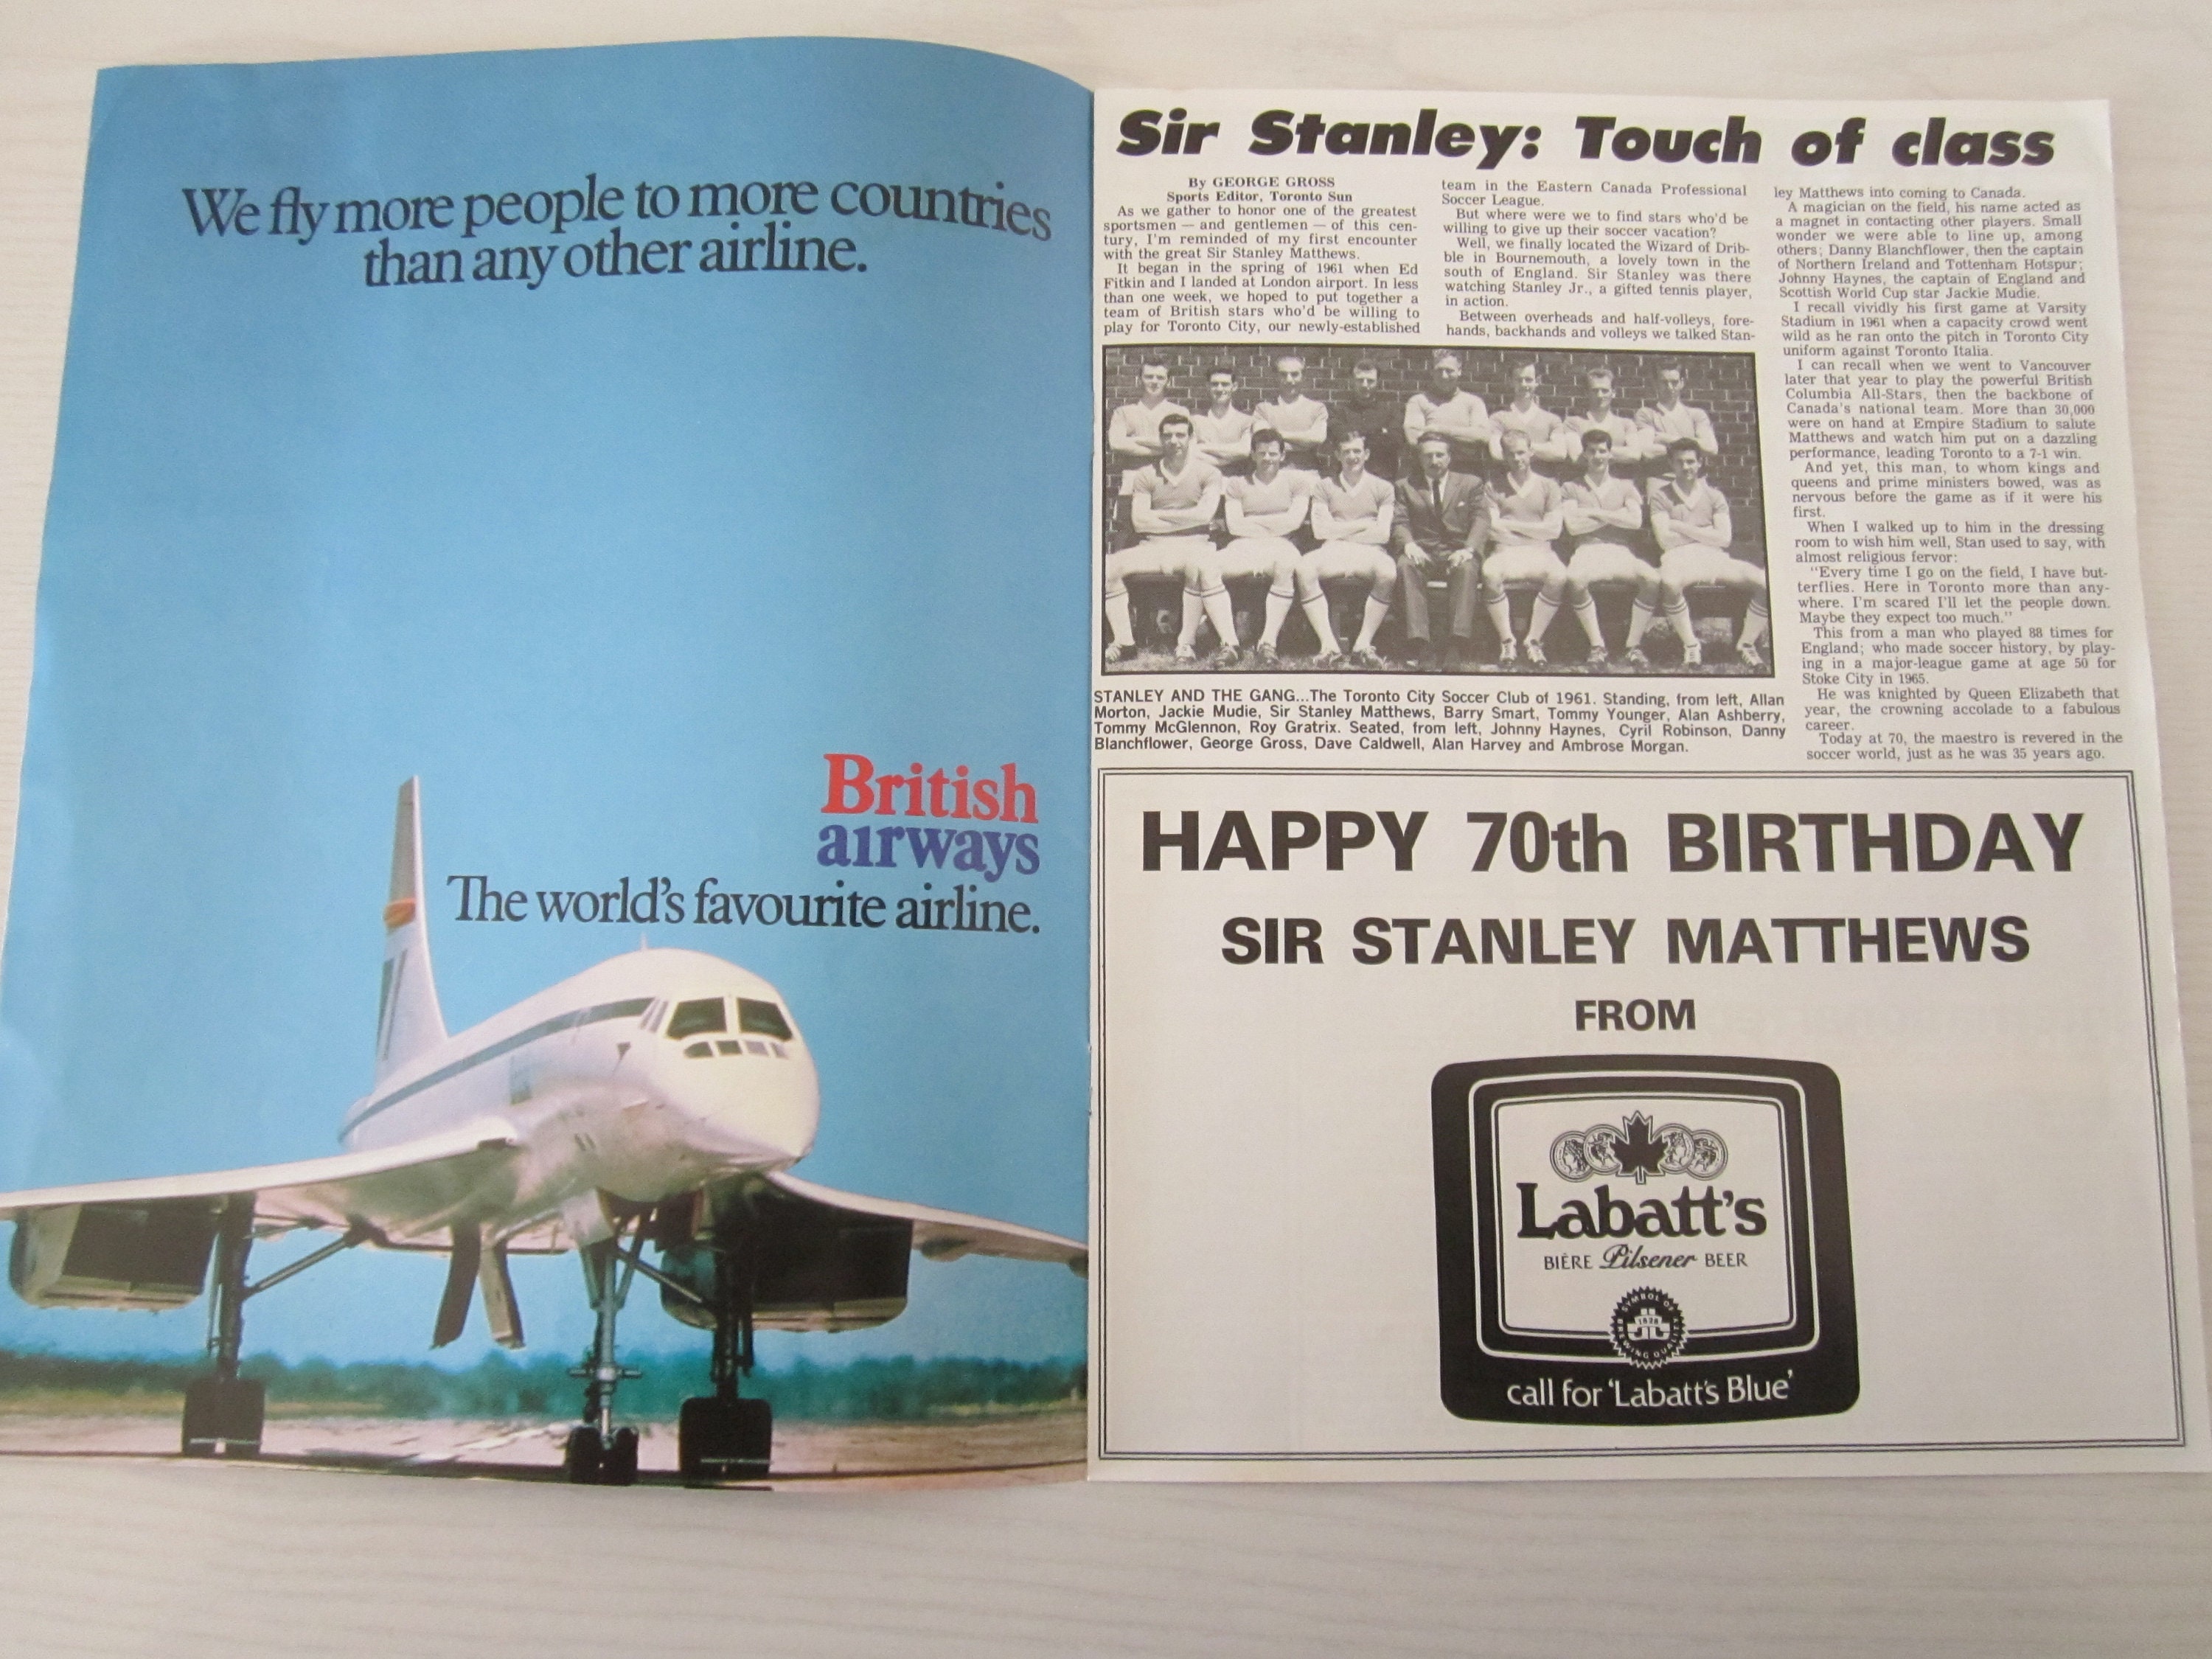 We fly more people to more countries
than any other airline.
British
airways
The world's favourite airline.
Sir Stanley: Touch of class
By GEORGE GROSS
Sports Editor, Toronto Sun
As we gather to honor one of the greatest
sportsmen — and gentlemen — of this cen-
tury, I'm reminded of my first encounter
with the great Sir Stanley Matthews.
It began in the spring of 1961 when Ed
Fitkin and I landed at London airport. In less
than one week, we hoped to put together a
team of British stars who'd be willing to
play for Toronto City, our newly-established
team in the Eastern Canada Professional
Soccer League.
But where were we to find stars who'd be
willing to give up their soccer vacation?
Well, we finally located the Wizard of Drib-
ble in Bournemouth, a lovely town in the
south of England. Sir Stanley was there
watching Stanley Jr., a gifted tennis player,
in action.
Between overheads and half-volleys, fore-
hands, backhands and volleys we talked Stan-
ley Matthews into coming to Canada.
A magician on the field, his name acted as
a magnet in contacting other players. Small
wonder we were able to line up, among
others; Danny Blanchflower, then the captain
of Northern Ireland and Tottenham Hotspur;
Johnny Haynes, the captain of England and
Scottish World Cup star Jackie Mudie.
I recall vividly his first game at Varsity
Stadium in 1961 when a capacity crowd went
wild as he ran onto the pitch in Toronto City
uniform against Toronto Italia.
I can recall when we went to Vancouver
later that year to play the powerful British
Columbia All-Stars, then the backbone of
Canada's national team. More than 30,000
were on hand at Empire Stadium to salute
Matthews and watch him put on a dazzling
performance, leading Toronto to a 7-1 win.
And yet, this man, to whom kings and
queens and prime ministers bowed, was as
nervous before the game as if it were his
first.
When I walked up to him in the dressing
room to wish him well, Stan used to say, with
almost religious fervor:
"Every time I go on the field, I have but-
terflies. Here in Toronto more than any-
where. I'm scared I'll let the people down.
Maybe they expect too much."
This from a man who played 88 times for
England; who made soccer history, by play-
ing in a major-league game at age 50 for
Stoke City in 1965.
He was knighted by Queen Elizabeth that
year, the crowning accolade to a fabulous
career.
Today at 70, the maestro is revered in the
soccer world, just as he was 35 years ago.
STANLEY AND THE GANG...The Toronto City Soccer Club of 1961. Standing, from left, Allan
Morton, Jackie Mudie, Sir Stanley Matthews, Barry Smart, Tommy Younger, Alan Ashberry,
Tommy McGlennon, Roy Gratrix. Seated, from left, Johnny Haynes, Cyril Robinson, Danny
Blanchflower, George Gross, Dave Caldwell, Alan Harvey and Ambrose Morgan.
HAPPY 70th BIRTHDAY
SIR STANLEY MATTHEWS
FROM
Labatt's
BIÈRE Pilsener BEER
SYMBOL OF
1828
BREWING QUALITY
call for 'Labatt's Blue'